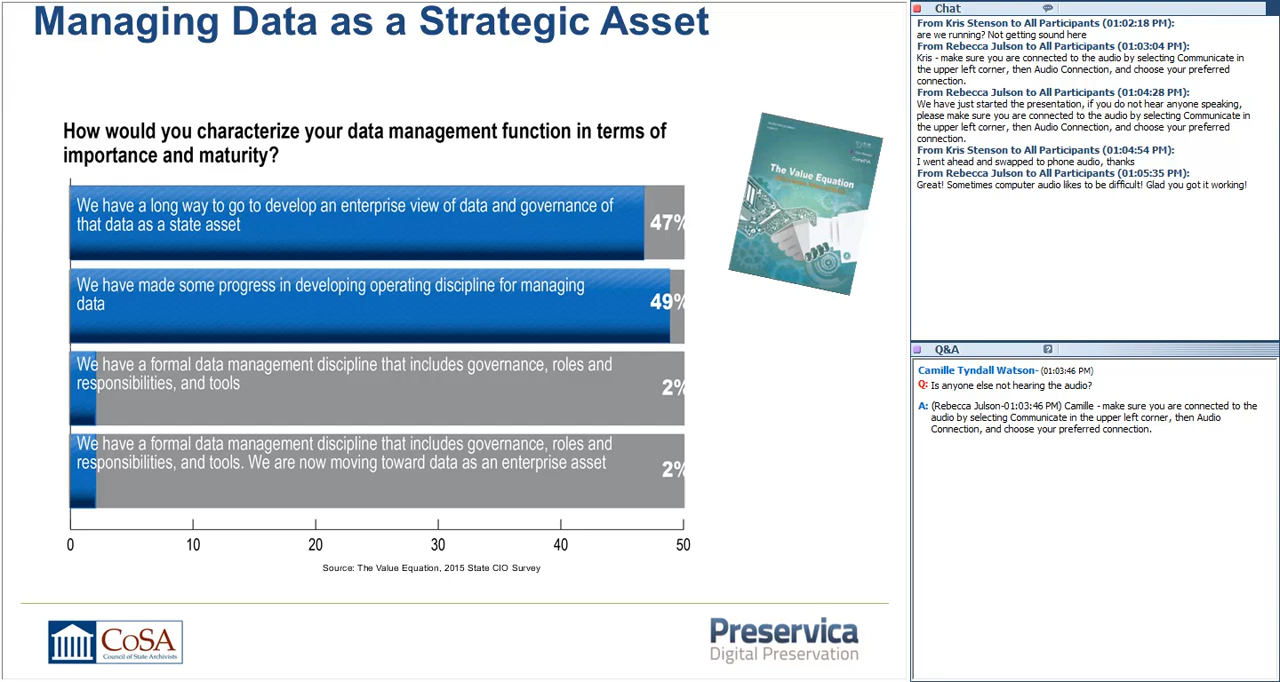 Managing Data as a Strategic Asset
How would you characterize your data management function in terms of
importance and maturity?
We have a long way to go to develop an enterprise view of data and governance of
that data as a state asset
47%
We have made some progress in developing operating discipline for managing
data
49%
We have a formal data management discipline that includes governance, roles and
responsibilities, and tools
2%
We have a formal data management discipline that includes governance, roles and
responsibilities, and tools. We are now moving toward data as an enterprise asset
2%
0 10 20 30 40 50
Source: The Value Equation, 2015 State CIO Survey
The Value Equation
CompTIA
CoSA
Council of State Archivists
Preservica
Digital Preservation
Chat
From Kris Stenson to All Participants (01:02:18 PM):
are we running? Not getting sound here
From Rebecca Julson to All Participants (01:03:04 PM):
Kris - make sure you are connected to the audio by selecting Communicate in
the upper left corner, then Audio Connection, and choose your preferred
connection.
From Rebecca Julson to All Participants (01:04:28 PM):
We have just started the presentation, if you do not hear anyone speaking,
please make sure you are connected to the audio by selecting Communicate in
the upper left corner, then Audio Connection, and choose your preferred
connection.
From Kris Stenson to All Participants (01:04:54 PM):
I went ahead and swapped to phone audio, thanks
From Rebecca Julson to All Participants (01:05:35 PM):
Great! Sometimes computer audio likes to be difficult! Glad you got it working!
Q&A
Camille Tyndall Watson- (01:03:46 PM)
Q: Is anyone else not hearing the audio?
A: (Rebecca Julson-01:03:46 PM) Camille - make sure you are connected to the
audio by selecting Communicate in the upper left corner, then Audio
Connection, and choose your preferred connection.